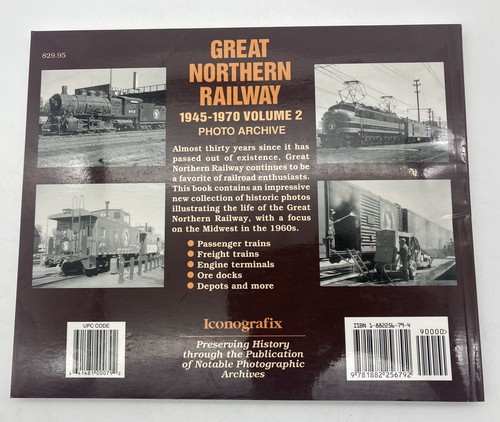 $29.95
GREAT
NORTHERN
RAILWAY
1945-1970 VOLUME 2
PHOTO ARCHIVE
Almost thirty years since it has
passed out of existence, Great
Northern Railway continues to be
a favorite of railroad enthusiasts.
This book contains an impressive
new collection of historic photos
illustrating the life of the Great
Northern Railway, with a focus
on the Midwest in the 1960s.
Passenger trains
Freight trains
Engine terminals
Ore docks
Depots and more
Iconografix
Preserving History
through the Publication
of Notable Photographic
Archives
UPC CODE
ISBN 1-882256-79-4
90000
9 781882 256792